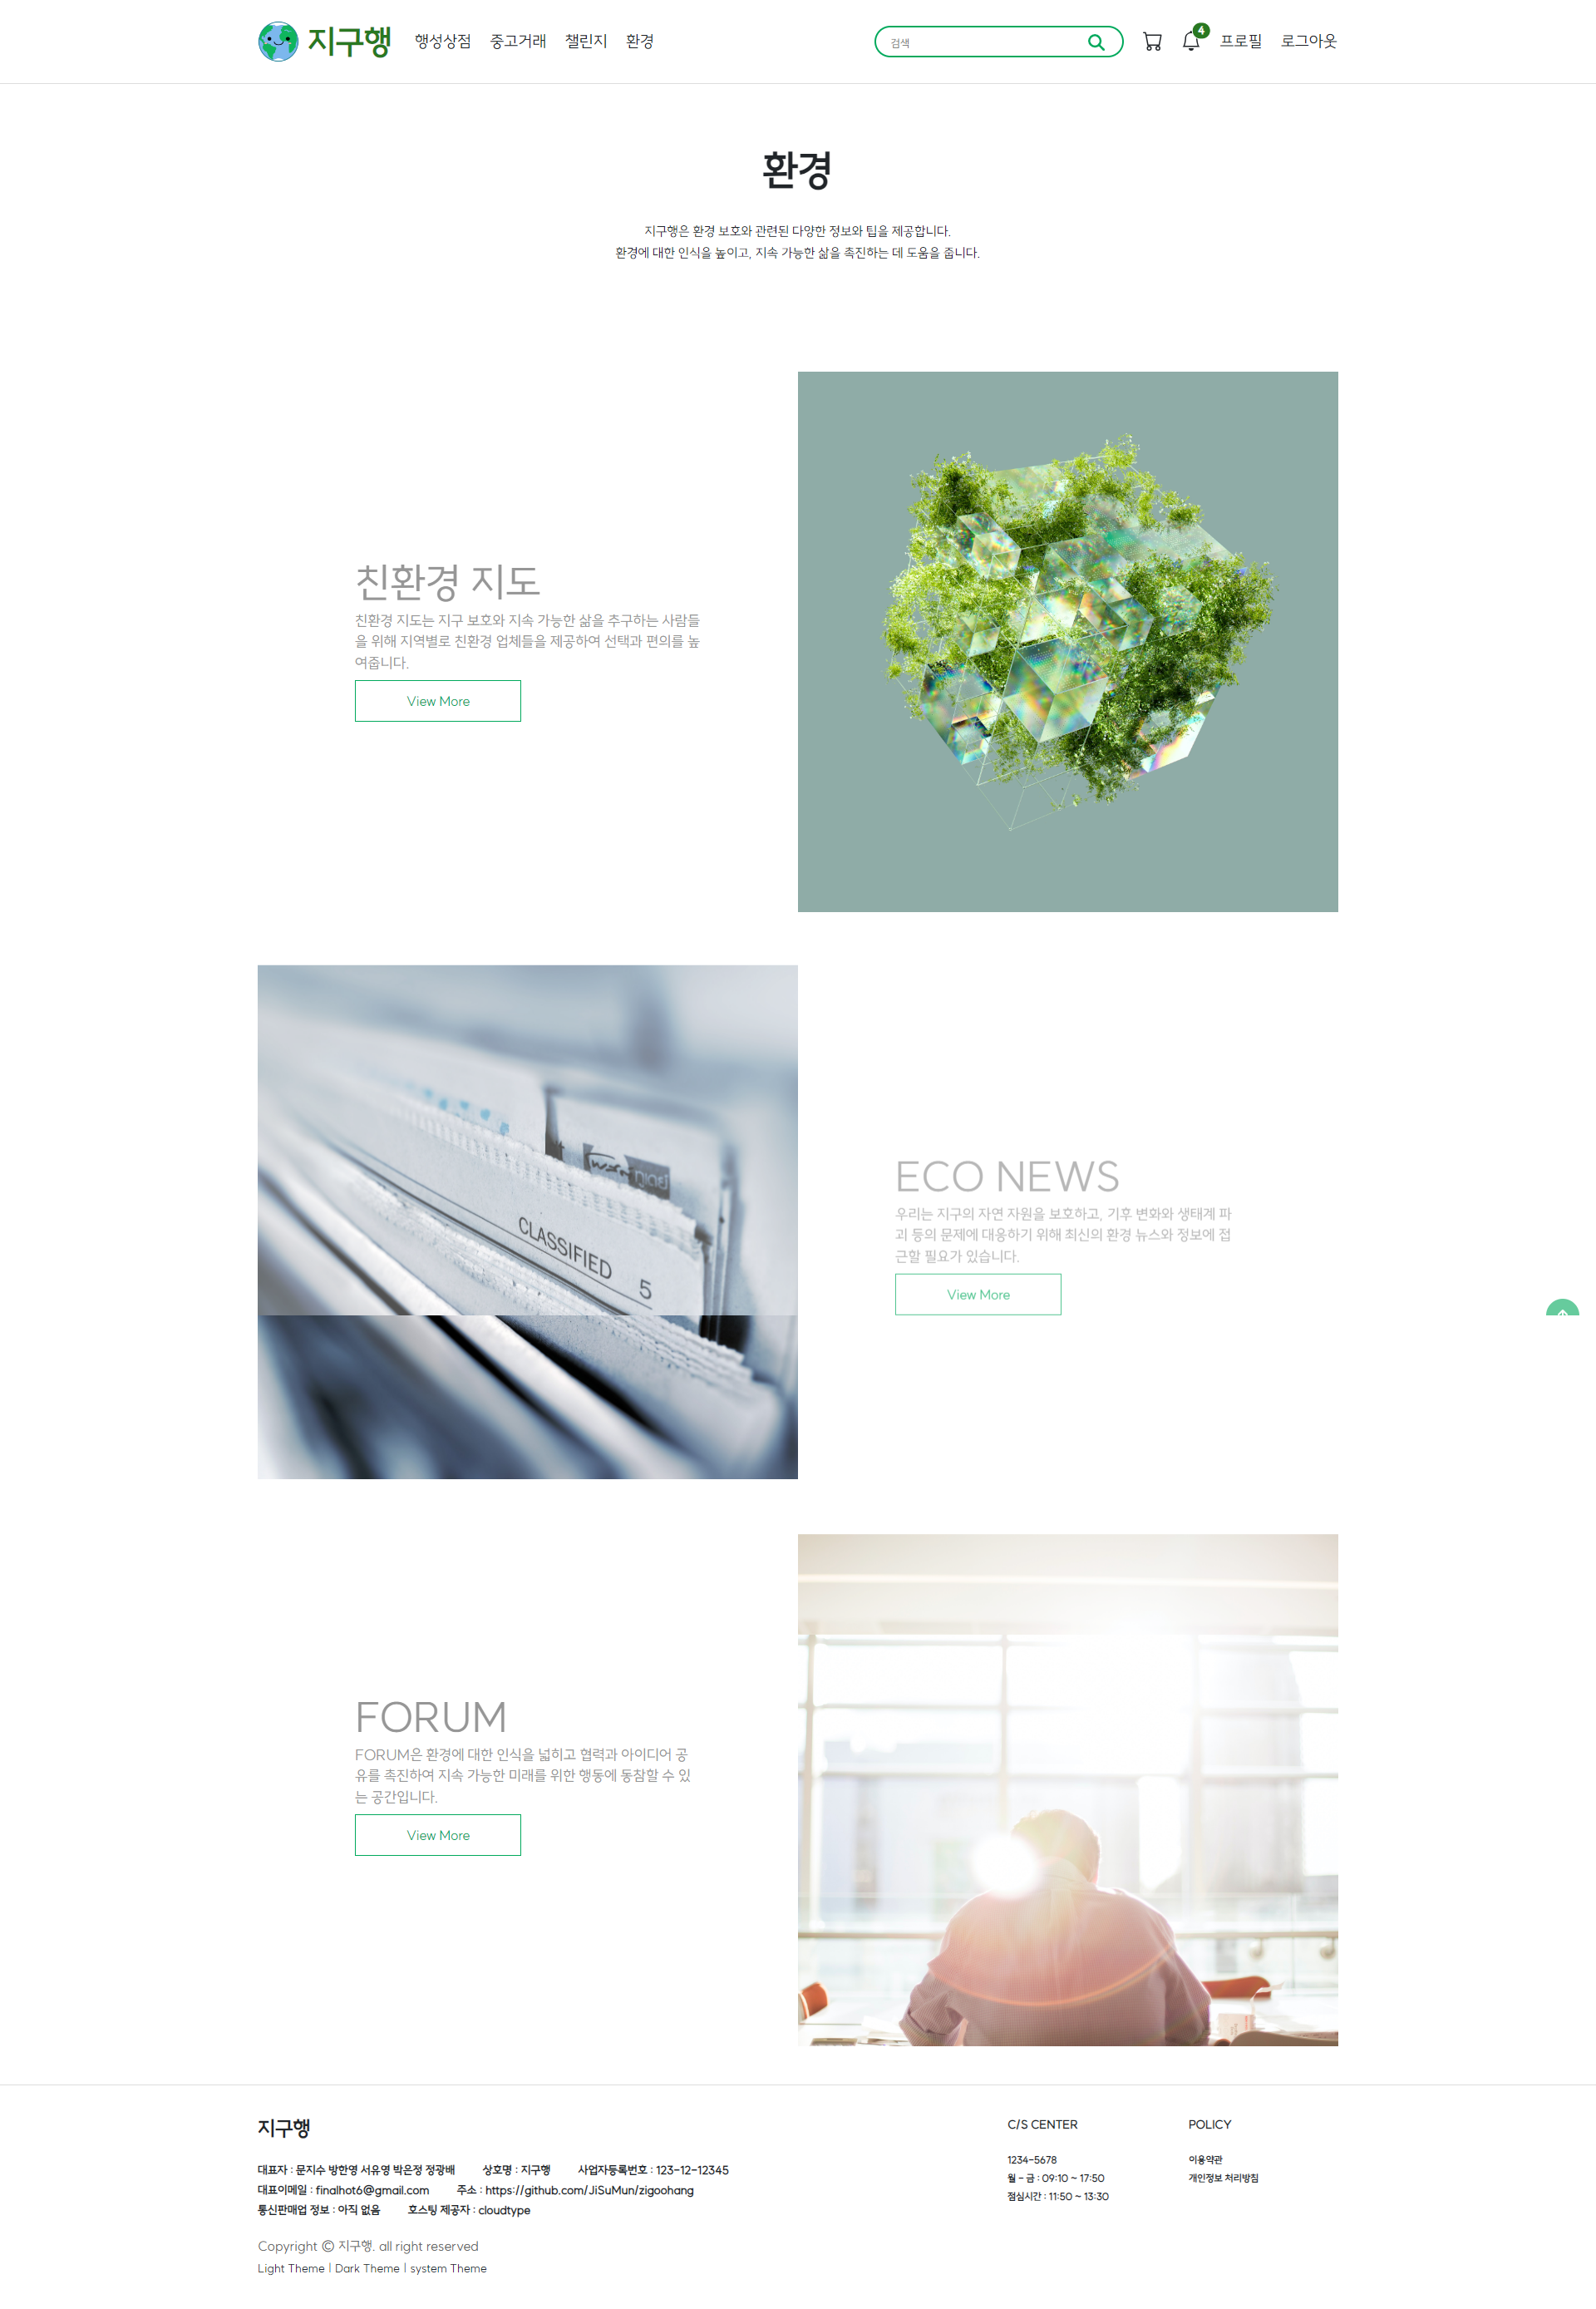 지구행 행성상점 중고거래 챌린지 환경 검색 4 프로필 로그아웃
환경
지구행은 환경 보호와 관련된 다양한 정보와 팁을 제공합니다.
환경에 대한 인식을 높이고, 지속 가능한 삶을 촉진하는 데 도움을 줍니다.
친환경 지도
친환경 지도는 지구 보호와 지속 가능한 삶을 추구하는 사람들
을 위해 지역별로 친환경 업체들을 제공하여 선택과 편의를 높
여줍니다.
View More
CLASSIFIED 5
ECO NEWS
우리는 지구의 자연 자원을 보호하고, 기후 변화와 생태계 파
괴 등의 문제에 대응하기 위해 최신의 환경 뉴스와 정보에 접
근할 필요가 있습니다.
View More
FORUM
FORUM은 환경에 대한 인식을 넓히고 협력과 아이디어 공
유를 촉진하여 지속 가능한 미래를 위한 행동에 동참할 수 있
는 공간입니다.
View More
지구행
대표자 : 문지수 방한영 서유영 박은정 정광배 상호명 : 지구행 사업자등록번호 : 123-12-12345
대표이메일 : finalhot6@gmail.com 주소 : https://github.com/JiSuMun/zigoohang
통신판매업 정보 : 아직 없음 호스팅 제공자 : cloudtype
Copyright © 지구행. all right reserved
Light Theme | Dark Theme | system Theme
C/S CENTER
1234-5678
월 - 금 : 09:10 ~ 17:50
점심시간 : 11:50 ~ 13:30
POLICY
이용약관
개인정보 처리방침